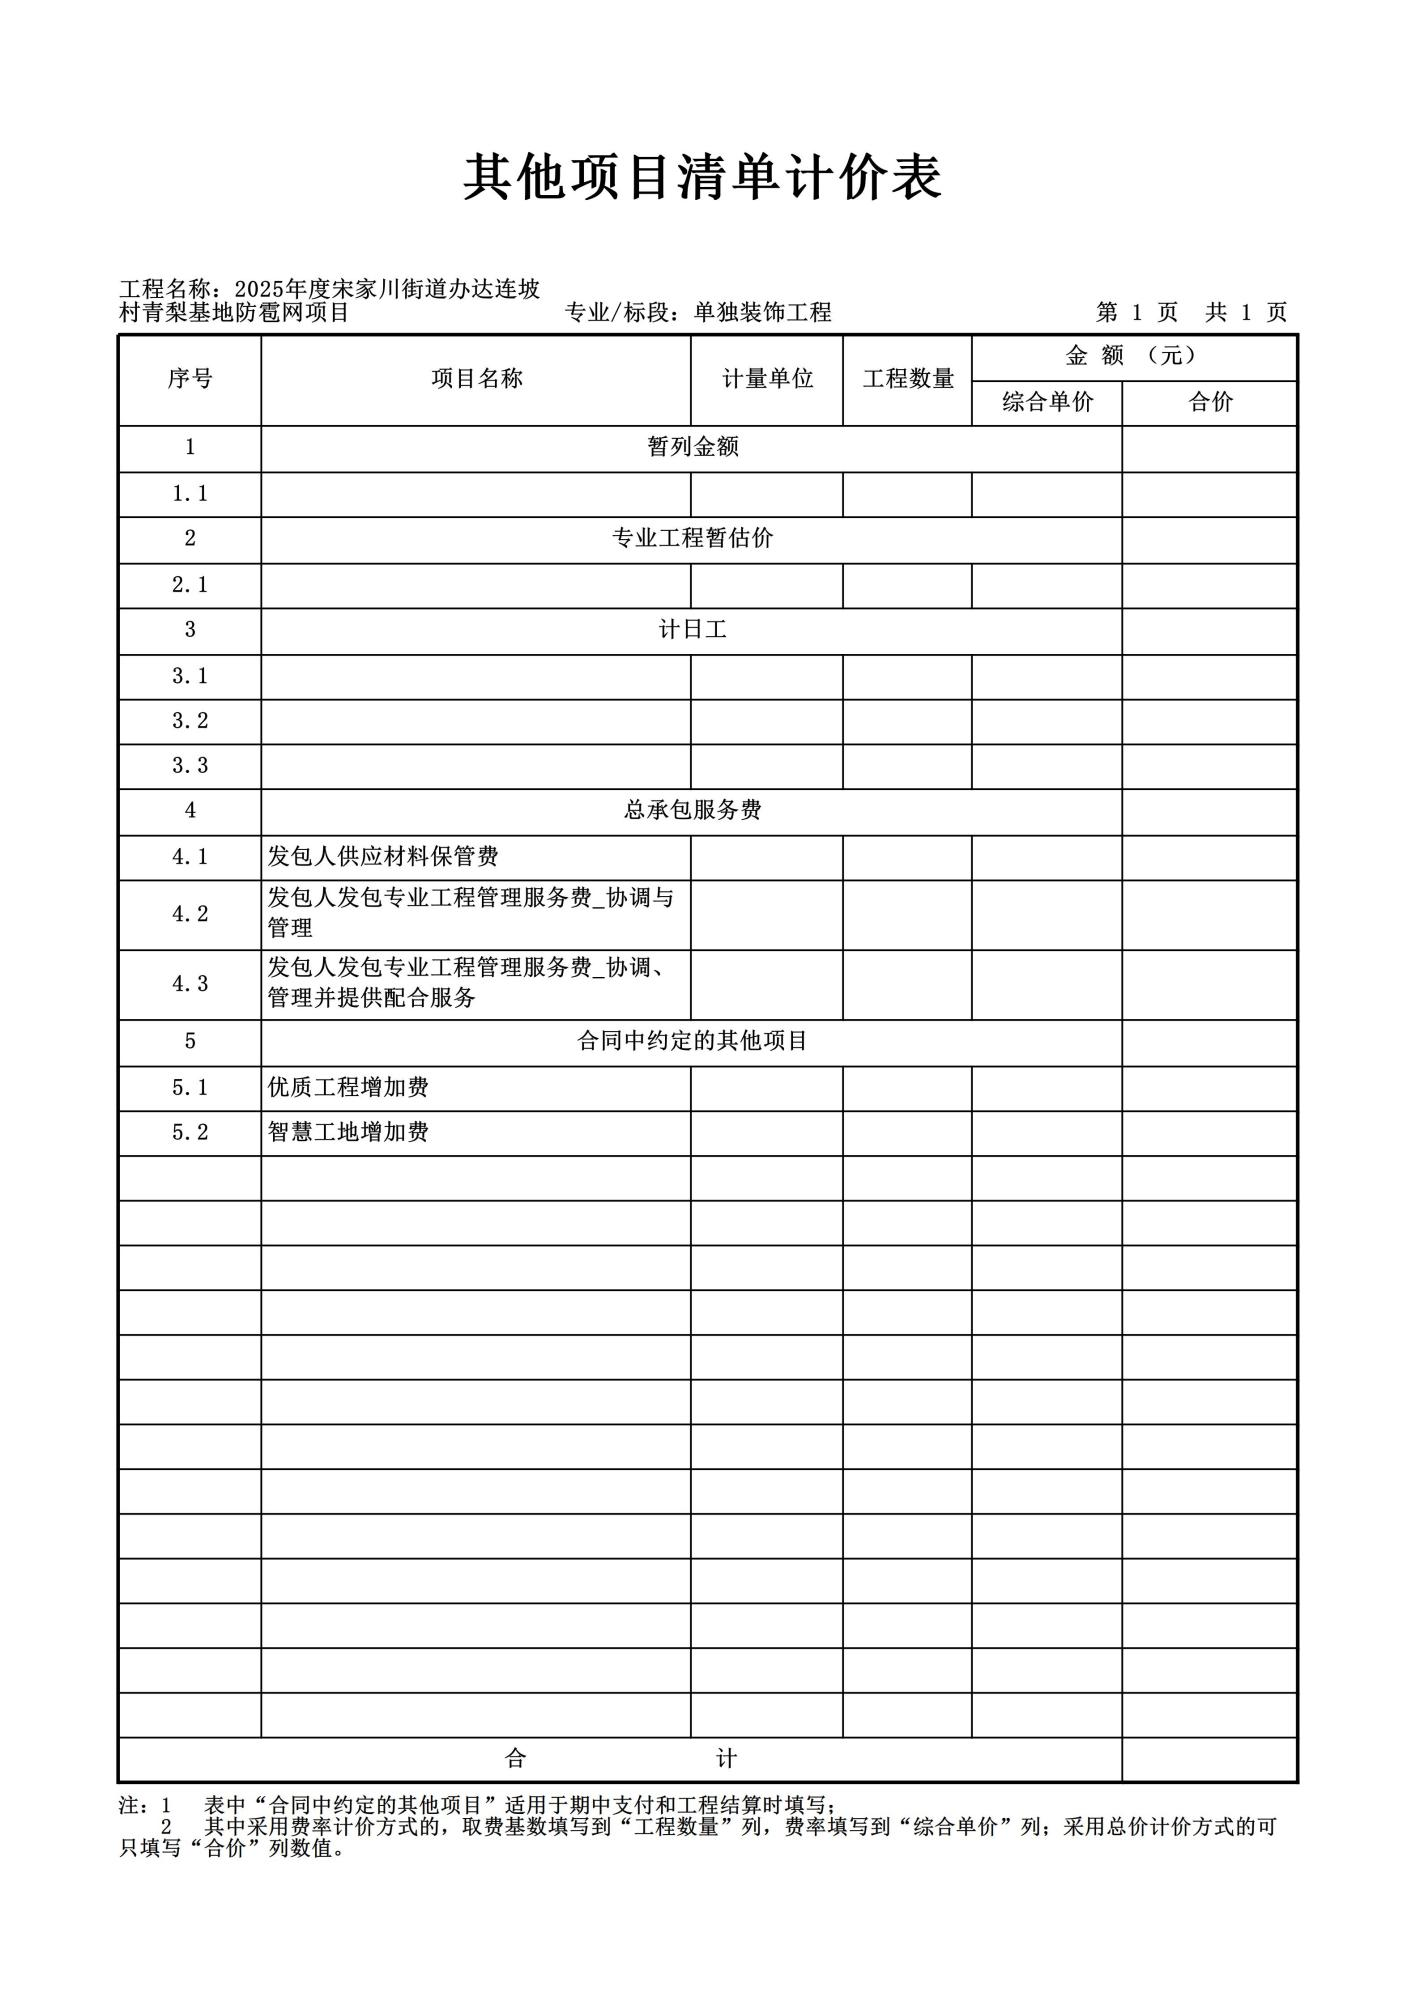 其他项目清单计价表
工程名称：2025年度宋家川街道办达连坡
村青梨基地防雹网项目 专业/标段：单独装饰工程 第 1 页 共 1 页
序号 项目名称 计量单位 工程数量 金 额 （元）
综合单价 合价
1 暂列金额
1.1
2 专业工程暂估价
2.1
3 计日工
3.1
3.2
3.3
4 总承包服务费
4.1 发包人供应材料保管费
4.2 发包人发包专业工程管理服务费_协调与
管理
4.3 发包人发包专业工程管理服务费_协调、
管理并提供配合服务
5 合同中约定的其他项目
5.1 优质工程增加费
5.2 智慧工地增加费
合 计
注：1 表中“合同中约定的其他项目”适用于期中支付和工程结算时填写；
2 其中采用费率计价方式的，取费基数填写到“工程数量”列，费率填写到“综合单价”列；采用总价计价方式的可
只填写“合价”列数值。